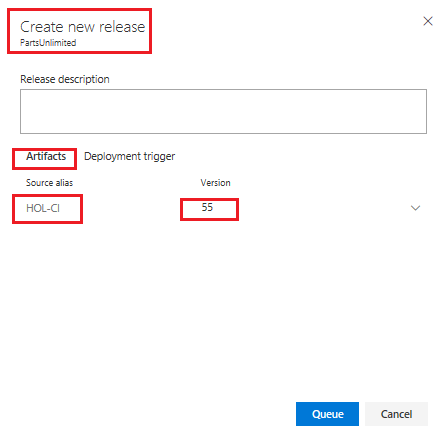 Create new release
PartsUnlimited
Release description
Artifacts Deployment trigger
Source alias Version
HOL-CI 55
Queue Cancel